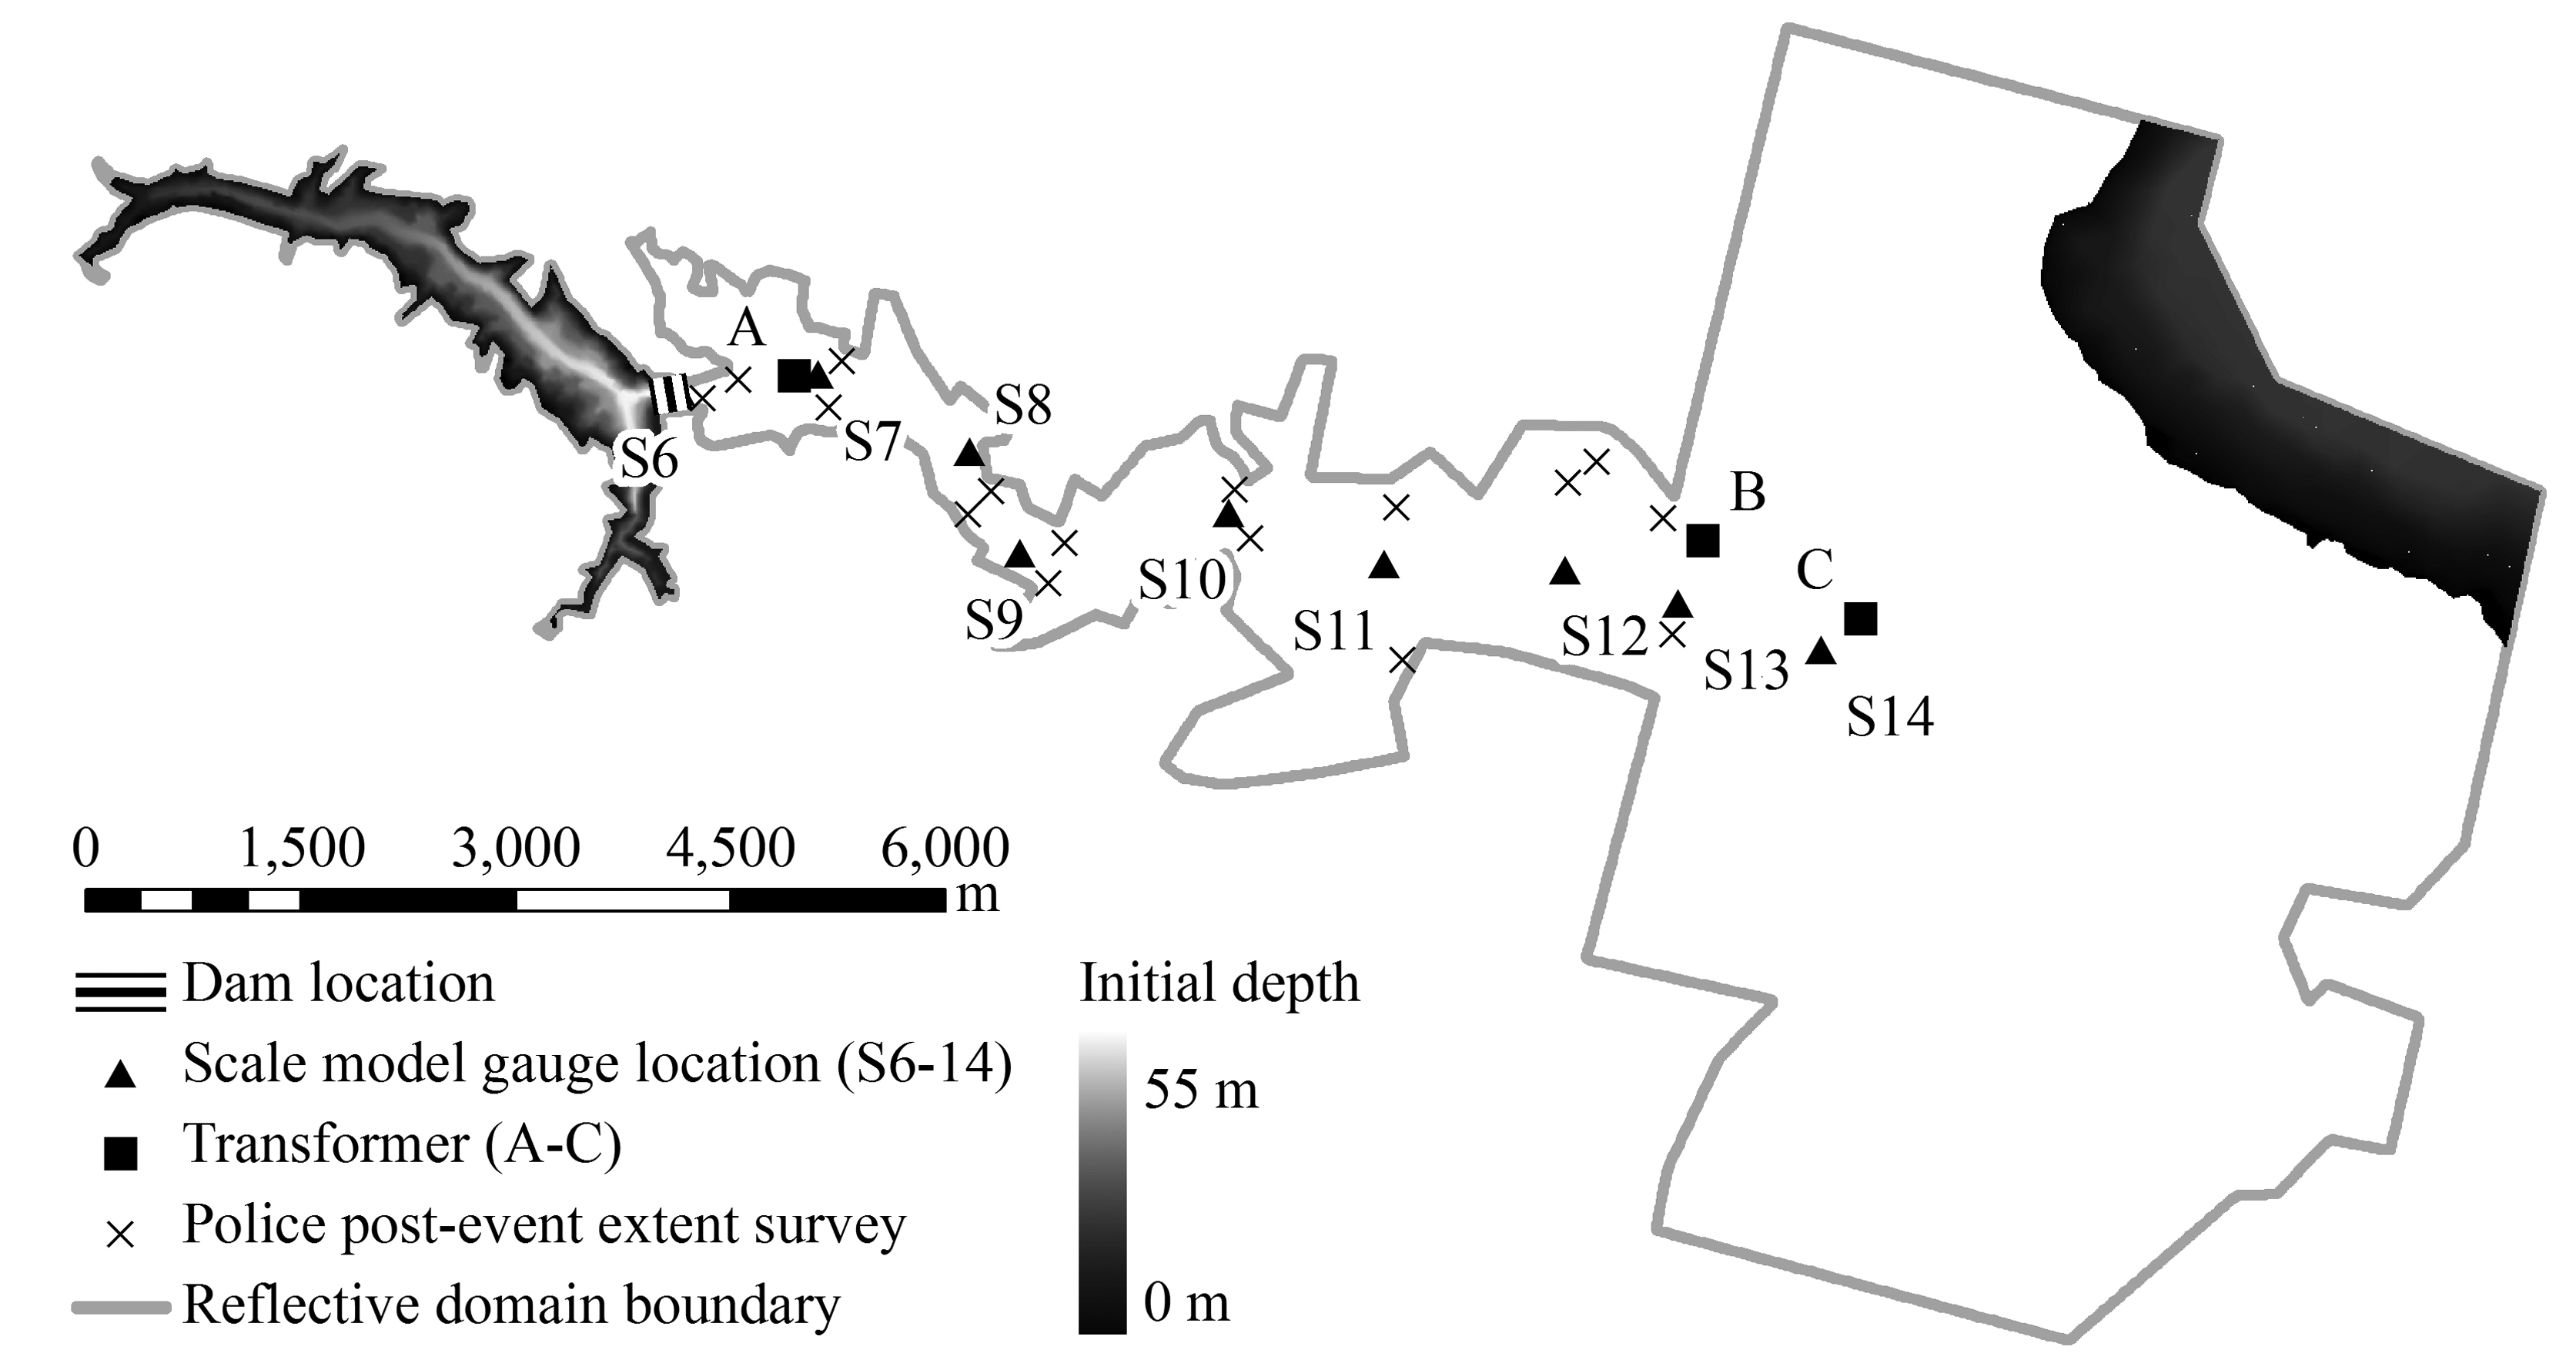 A
S8
S7
S6
B
S10
C
S9
S11
S12
S13
S14
0 1,500 3,000 4,500 6,000
m
Dam location
Scale model gauge location (S6-14)
Transformer (A-C)
Police post-event extent survey
Reflective domain boundary
Initial depth
55 m
0 m